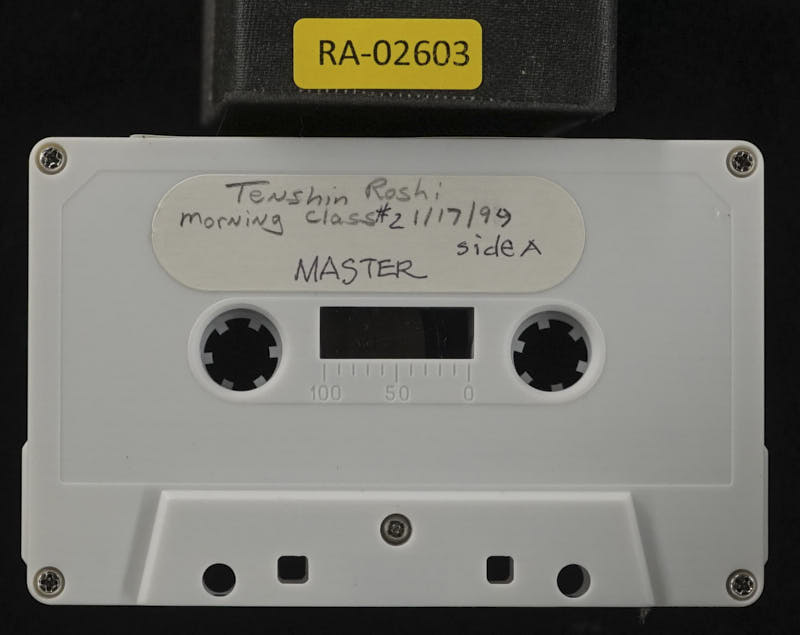 RA-02603
Tenshin Roshi
morning class #2 1/17/99
side A
MASTER
100 50 0